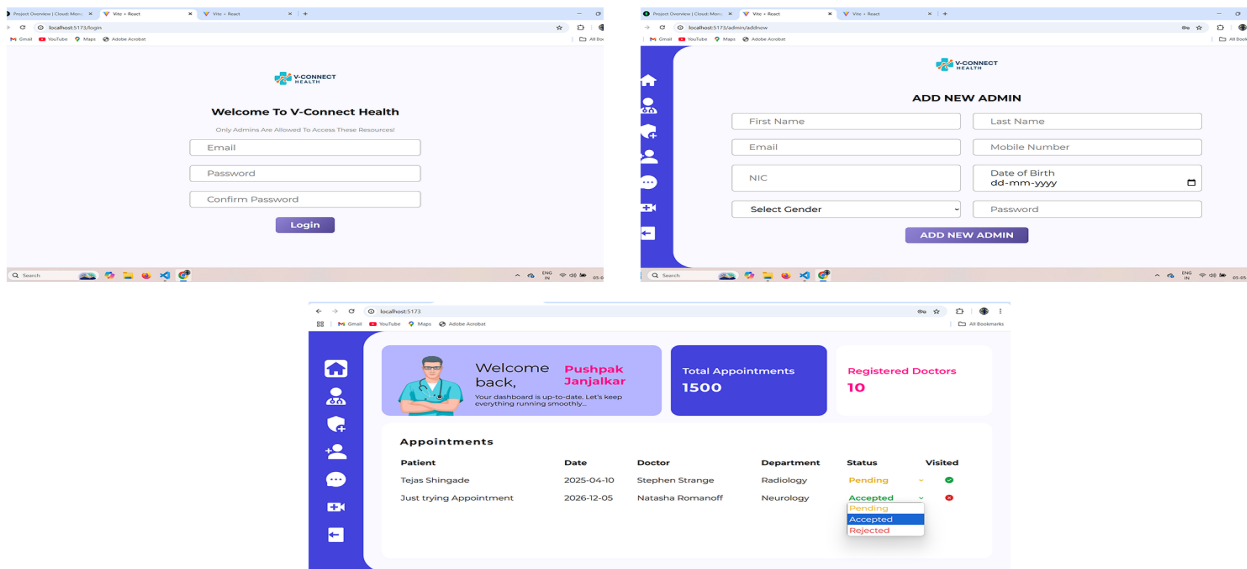 Project Overview | Cloud: Mon
Vite + React
Vite + React
localhost:5173/login
Gmail YouTube Maps Adobe Acrobat
V-CONNECT
HEALTH
Welcome To V-Connect Health
Only Admins Are Allowed To Access These Resources!
Email
Password
Confirm Password
Login
Search
ENG
IN
Project Overview | Cloud: Mon
Vite + React
Vite + React
localhost:5173/admin/addnew
Gmail YouTube Maps Adobe Acrobat
All Book
V-CONNECT
HEALTH
ADD NEW ADMIN
First Name Last Name
Email Mobile Number
NIC Date of Birth
dd-mm-yyyy
Select Gender Password
ADD NEW ADMIN
Search
ENG
IN
localhost:5173
Gmail YouTube Maps Adobe Acrobat All Bookmarks
Welcome back, Pushpak Janjalkar
Your dashboard is up-to-date. Let's keep
everything running smoothly...
Total Appointments
1500
Registered Doctors
10
Appointments
Patient Date Doctor Department Status Visited
Tejas Shingade 2025-04-10 Stephen Strange Radiology Pending
Just trying Appointment 2026-12-05 Natasha Romanoff Neurology Accepted
Pending
Accepted
Rejected